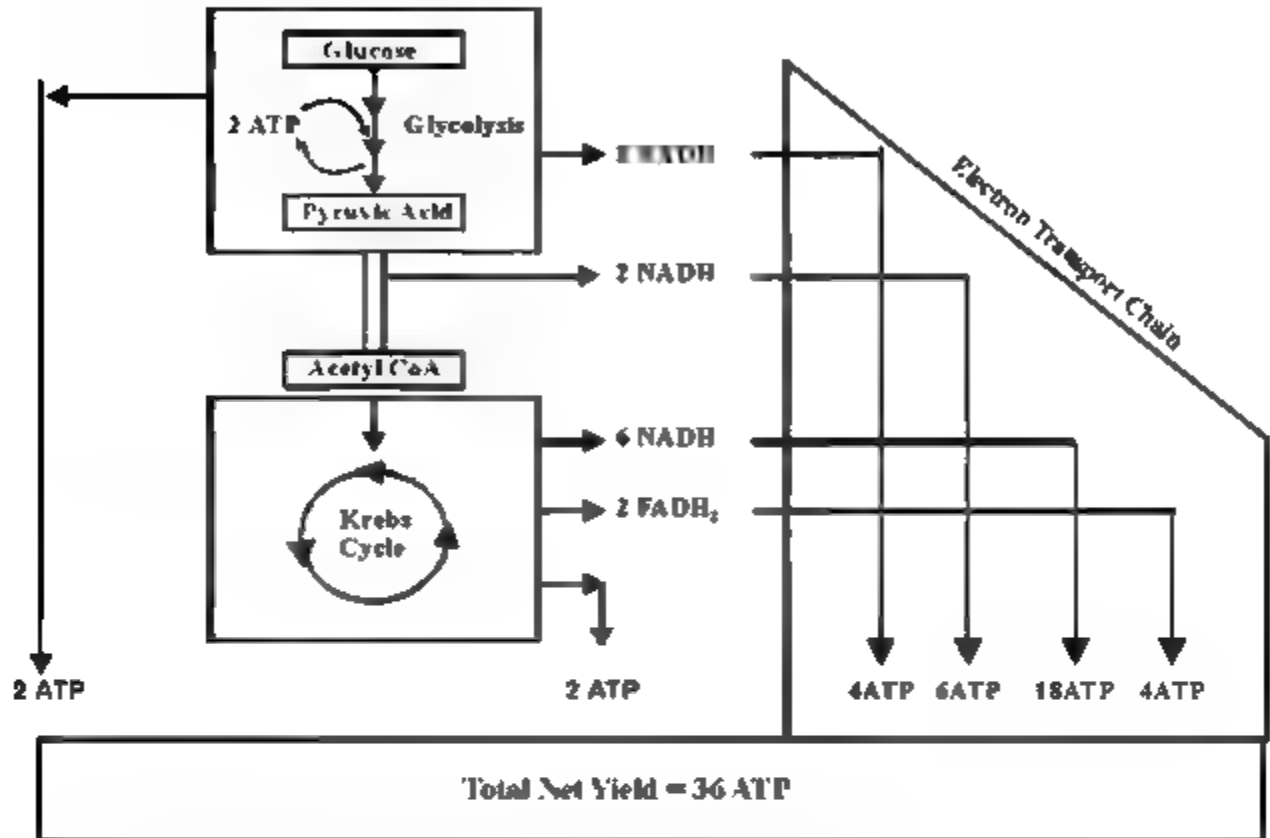 Glucose
2 ATP
Glycolysis
NADH
Pyruvic Acid
2 NADH
Electron Transport Chain
Acetyl CoA
6 NADH
2 FADH₂
Krebs
Cycle
2 ATP
2 ATP
4ATP
6ATP
18ATP
4ATP
Total Net Yield = 36 ATP